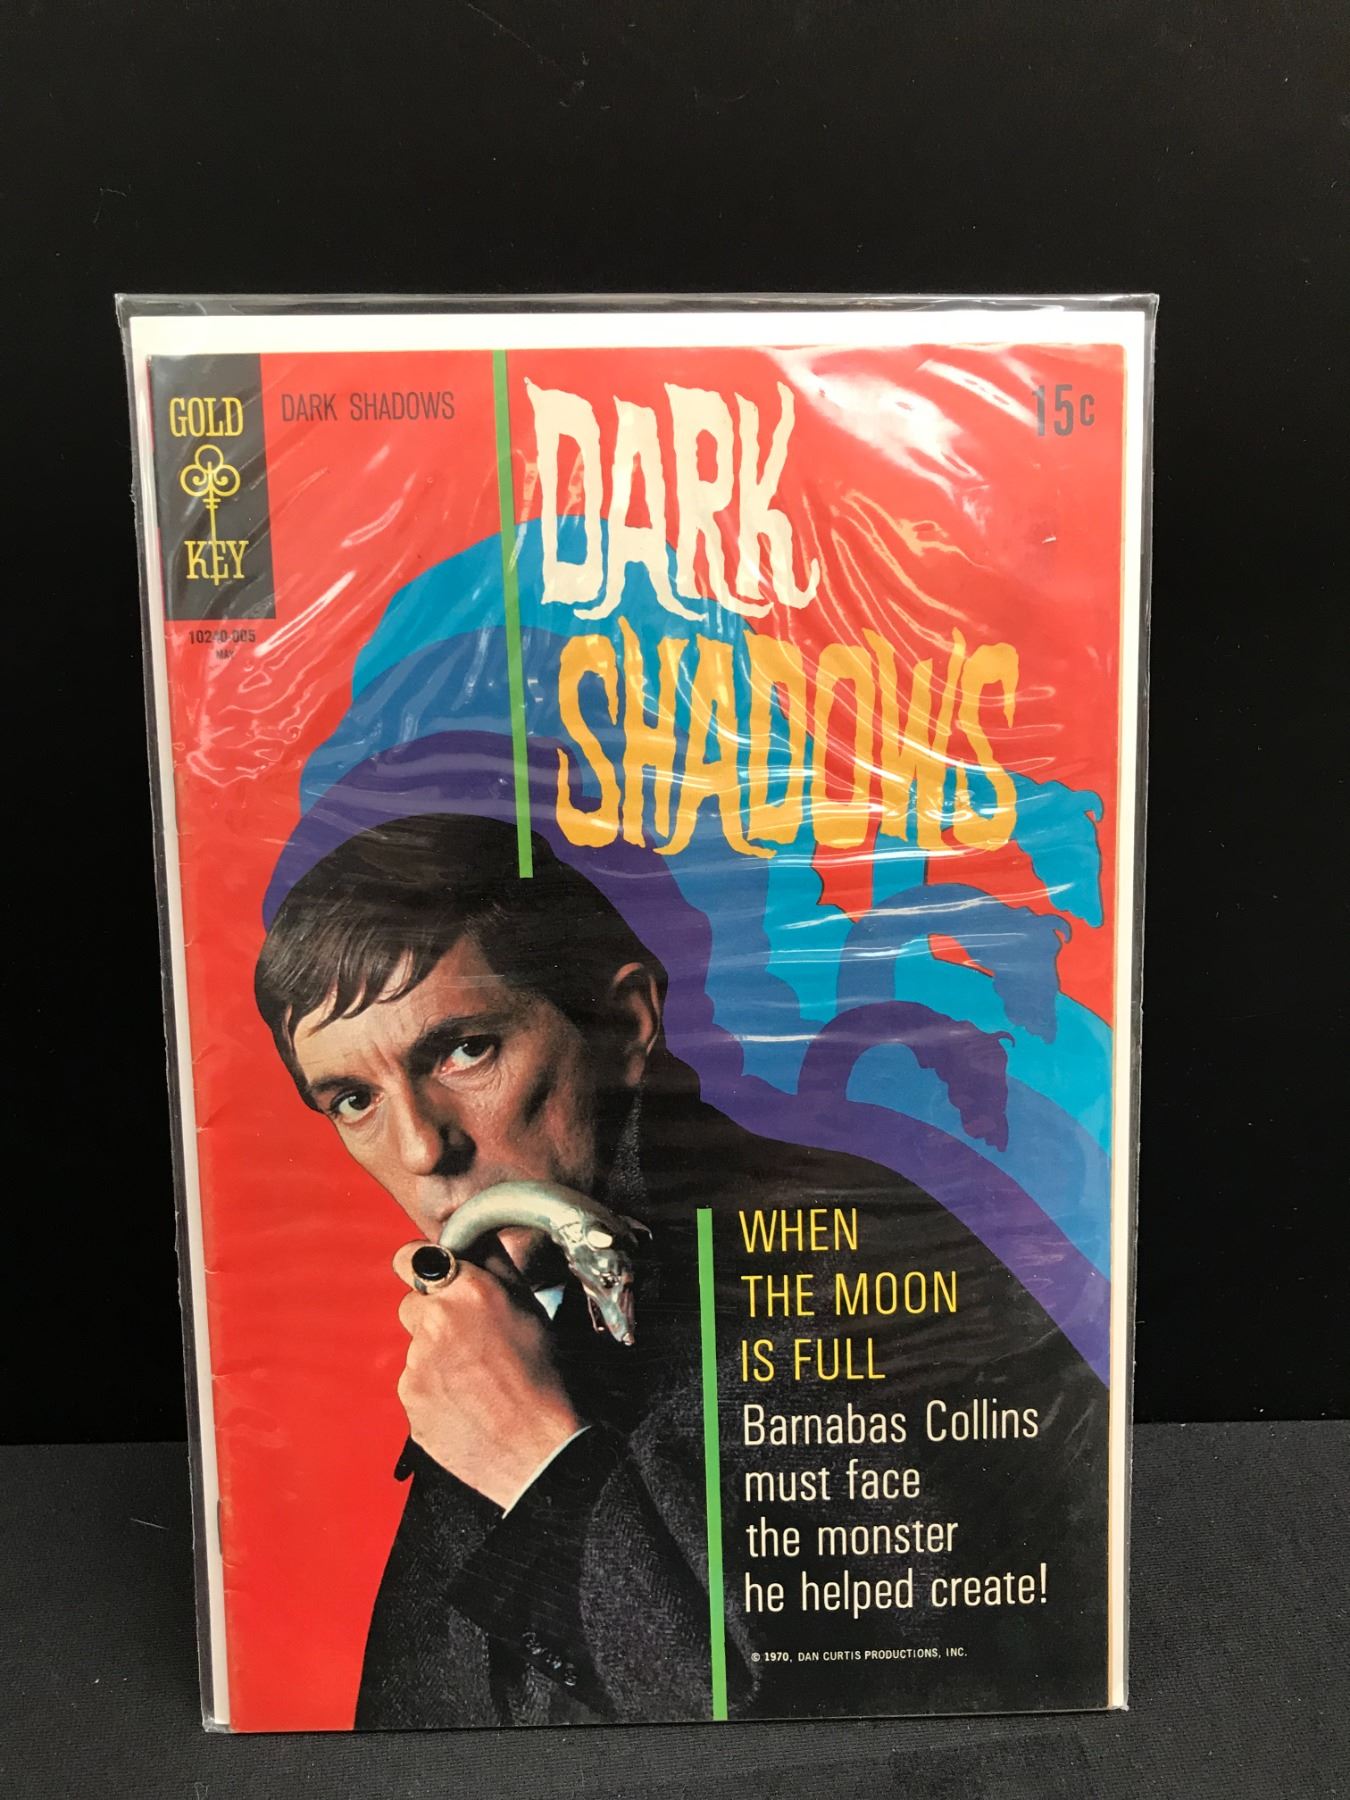 GOLD
KEY
DARK SHADOWS
15c
10240-005
MAY
DARK
SHADOWS
WHEN
THE MOON
IS FULL
Barnabas Collins
must face
the monster
he helped create!
© 1970, DAN CURTIS PRODUCTIONS, INC.